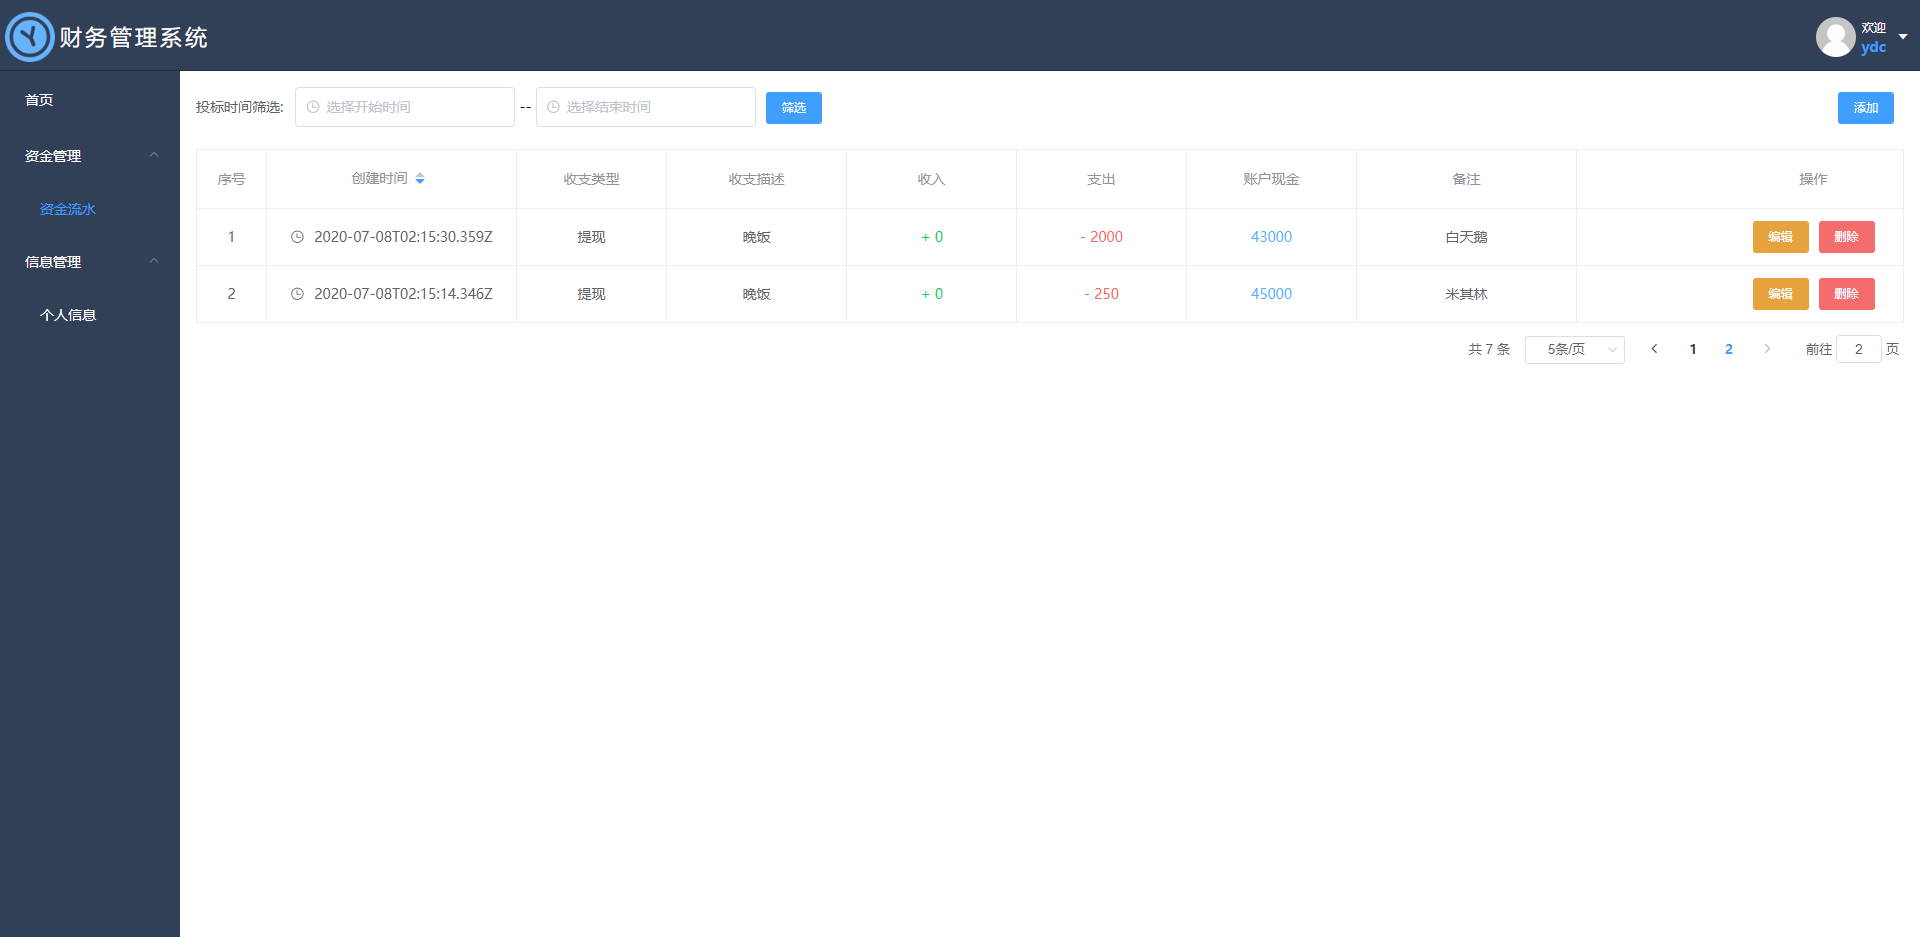 财务管理系统
欢迎
ydc
首页
资金管理
资金流水
信息管理
个人信息
投标时间筛选: 选择开始时间 -- 选择结束时间 筛选 添加
序号 创建时间 收支类型 收支描述 收入 支出 账户现金 备注 操作
1 2020-07-08T02:15:30.359Z 提现 晚饭 + 0 - 2000 43000 白天鹅 编辑 删除
2 2020-07-08T02:15:14.346Z 提现 晚饭 + 0 - 250 45000 米其林 编辑 删除
共 7 条 5条/页 1 2 前往 2 页